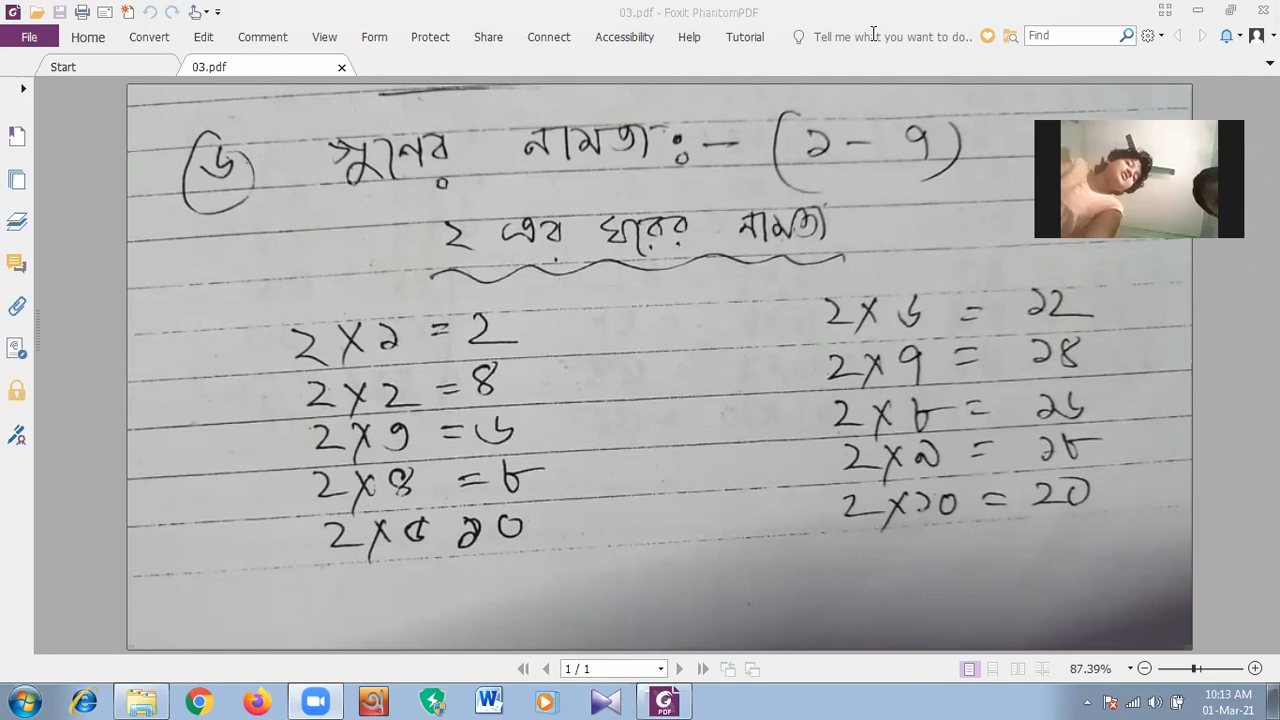 03.pdf - Foxit PhantomPDF
File Home Convert Edit Comment View Form Protect Share Connect Accessibility Help Tutorial Tell me what you want to do.. Find
Start 03.pdf
(ড) গুনের নামতা :- (১ - ৭)
২ এর ঘরের নামতা
২ × ১ = ২
২ × ২ = ৪
২ × ৩ = ৬
২ × ৪ = ৮
২ × ৫ ১০
২ × ৬ = ১২
২ × ৭ = ১৪
২ × ৮ = ১৬
২ × ৯ = ১৮
২ × ১০ = ২০
1 / 1 87.39%
10:13 AM
01-Mar-21